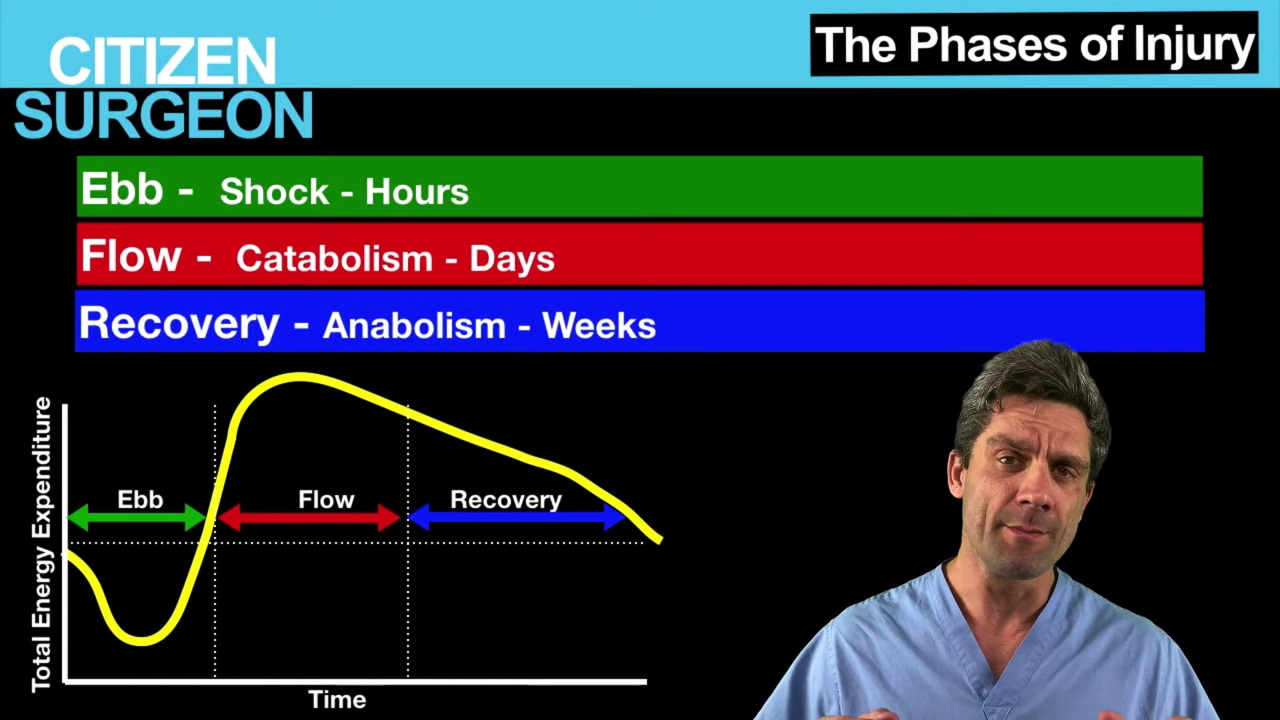 CITIZEN
SURGEON
The Phases of Injury
Ebb - Shock - Hours
Flow - Catabolism - Days
Recovery - Anabolism - Weeks
Total Energy Expenditure
Ebb
Flow
Recovery
Time